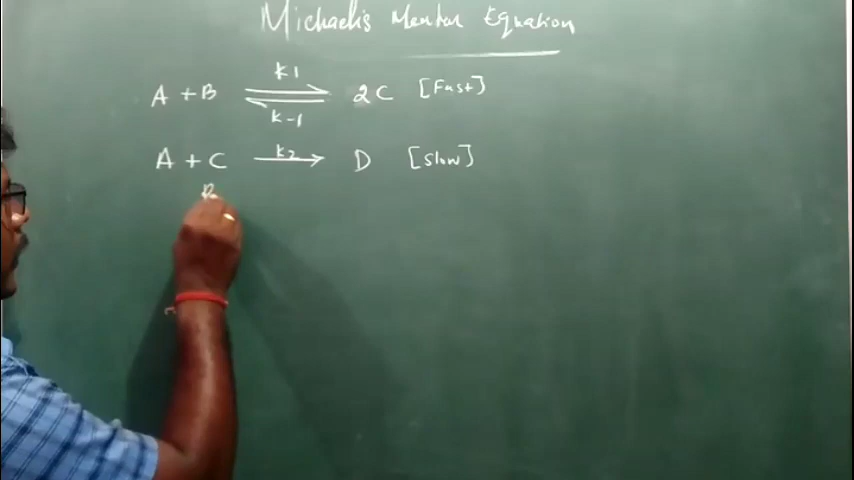 Michaelis Menten Equation
k1
A + B ⇌ 2C [Fast]
k-1
A + C → D [Slow]
k2
R